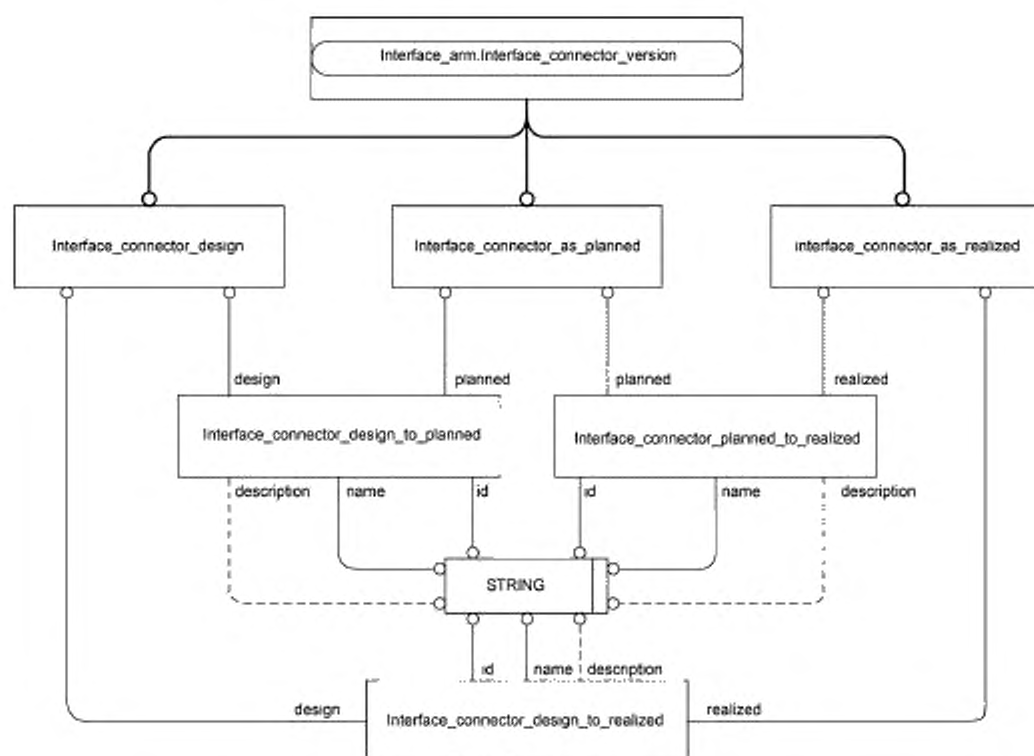 Interface_arm.Interface_connector_version
Interface_connector_design
Interface_connector_as_planned
Interface_connector_as_realized
design
planned
planned
realized
Interface_connector_design_to_planned
Interface_connector_planned_to_realized
description
name
id
id
name
description
STRING
id
name
description
design
realized
Interface_connector_design_to_realized